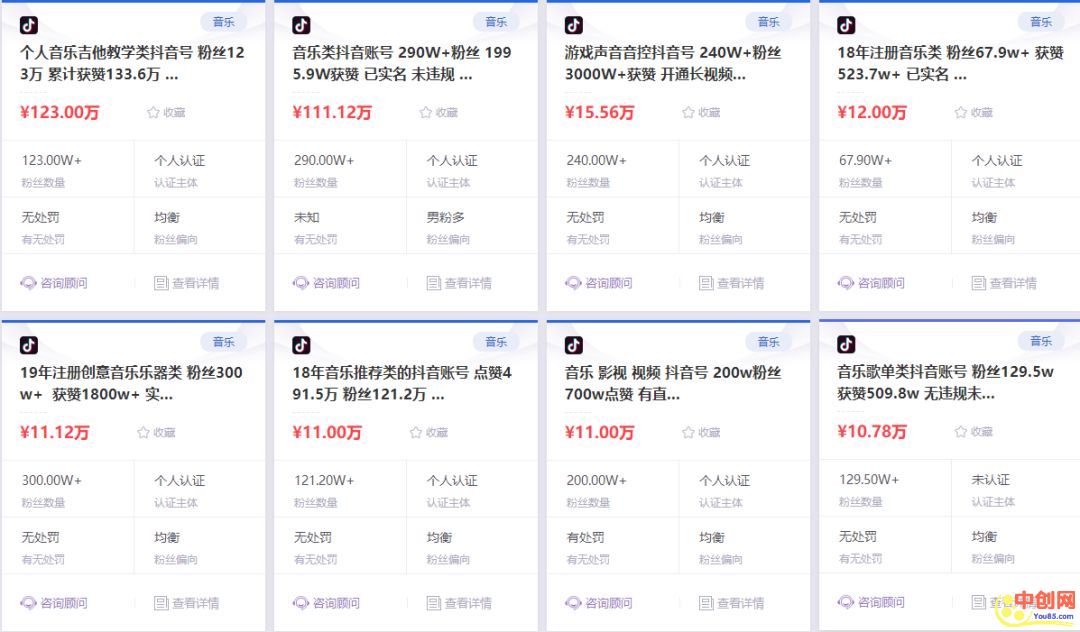 音乐
个人音乐吉他教学类抖音号 粉丝12
3万 累计获赞133.6万 ...
¥123.00万
收藏
123.00W+
个人认证
粉丝数量
认证主体
无处罚
均衡
有无处罚
粉丝偏向
咨询顾问
查看详情
音乐
音乐类抖音账号 290W+粉丝 199
5.9W获赞 已实名 未违规 ...
¥111.12万
收藏
290.00W+
个人认证
粉丝数量
认证主体
未知
男粉多
有无处罚
粉丝偏向
咨询顾问
查看详情
音乐
游戏声音音控抖音号 240W+粉丝
3000W+获赞 开通长视频...
¥15.56万
收藏
240.00W+
个人认证
粉丝数量
认证主体
无处罚
均衡
有无处罚
粉丝偏向
咨询顾问
查看详情
音乐
18年注册音乐类 粉丝67.9w+ 获赞
523.7w+ 已实名 ...
¥12.00万
收藏
67.90W+
个人认证
粉丝数量
认证主体
无处罚
均衡
有无处罚
粉丝偏向
咨询顾问
查看详情
音乐
19年注册创意音乐乐器类 粉丝300
w+ 获赞1800w+ 实...
¥11.12万
收藏
300.00W+
个人认证
粉丝数量
认证主体
无处罚
均衡
有无处罚
粉丝偏向
咨询顾问
查看详情
音乐
18年音乐推荐类的抖音账号 点赞4
91.5万 粉丝121.2万 ...
¥11.00万
收藏
121.20W+
个人认证
粉丝数量
认证主体
无处罚
均衡
有无处罚
粉丝偏向
咨询顾问
查看详情
音乐
音乐 影视 视频 抖音号 200w粉丝
700w点赞 有直...
¥11.00万
收藏
200.00W+
个人认证
粉丝数量
认证主体
有处罚
均衡
有无处罚
粉丝偏向
咨询顾问
查看详情
音乐
音乐歌单类抖音账号 粉丝129.5w
获赞509.8w 无违规未...
¥10.78万
收藏
129.50W+
未认证
粉丝数量
认证主体
无处罚
均衡
有无处罚
粉丝偏向
咨询顾问
中创网
You85.com